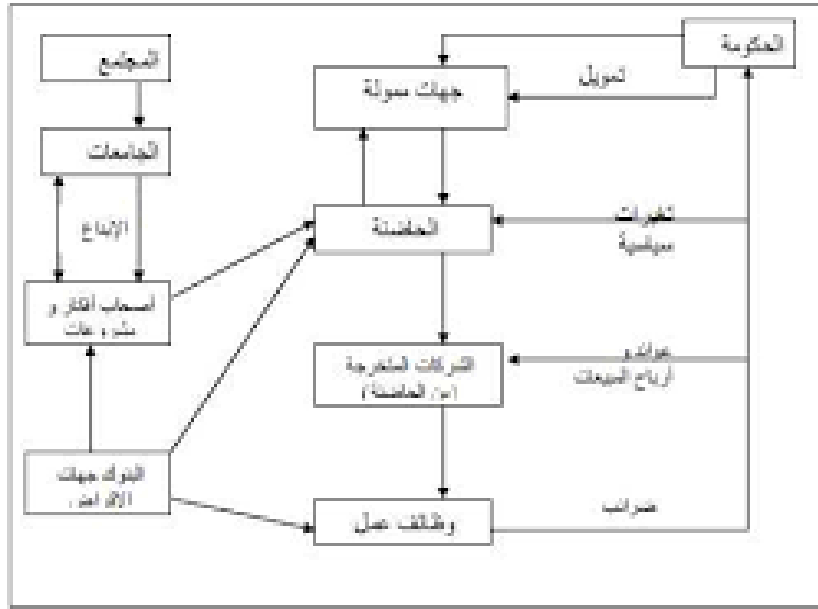 الحكومة
المجتمع
تمويل
جهات ممولة
الجامعات
الإبداع
الحاضنة
تغيرات
سياسية
أصحاب أفكار و
مشروعات
الشركات المتخرجة
(من الحاضنة)
و
أرباح المبيعات
البنوك جهات
الإقراض
وظائف عمل
ضرائب